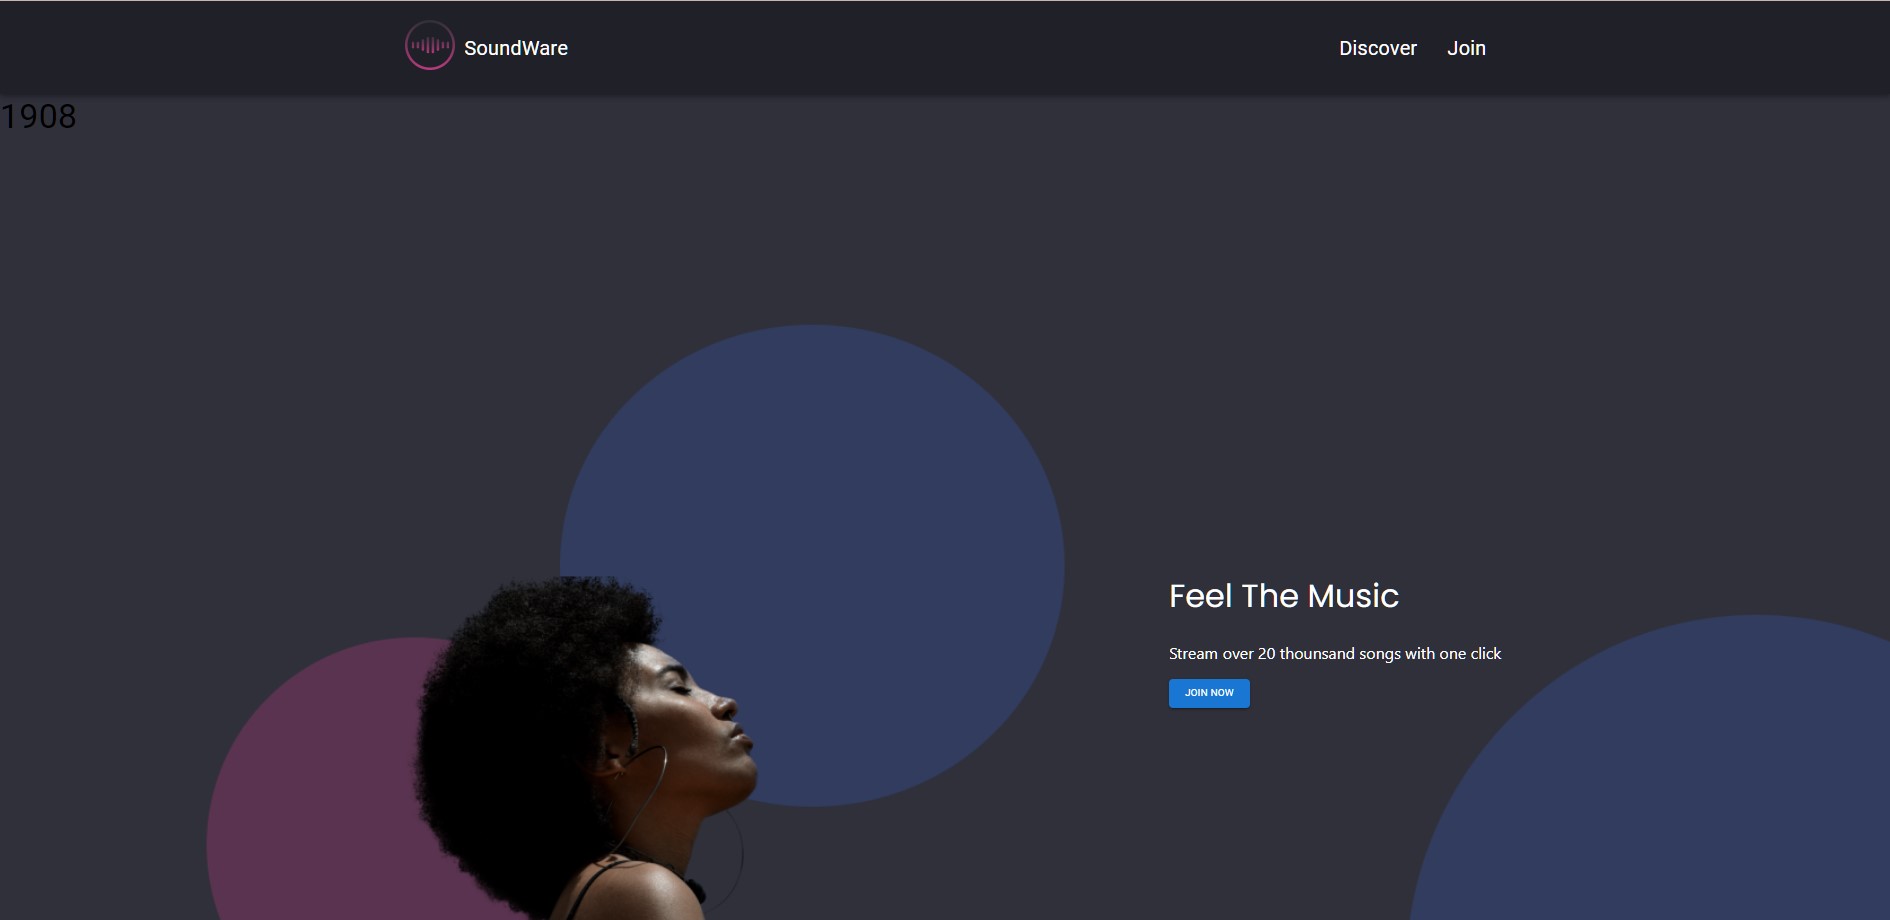 SoundWare
Discover Join
1908
Feel The Music
Stream over 20 thounsand songs with one click
JOIN NOW